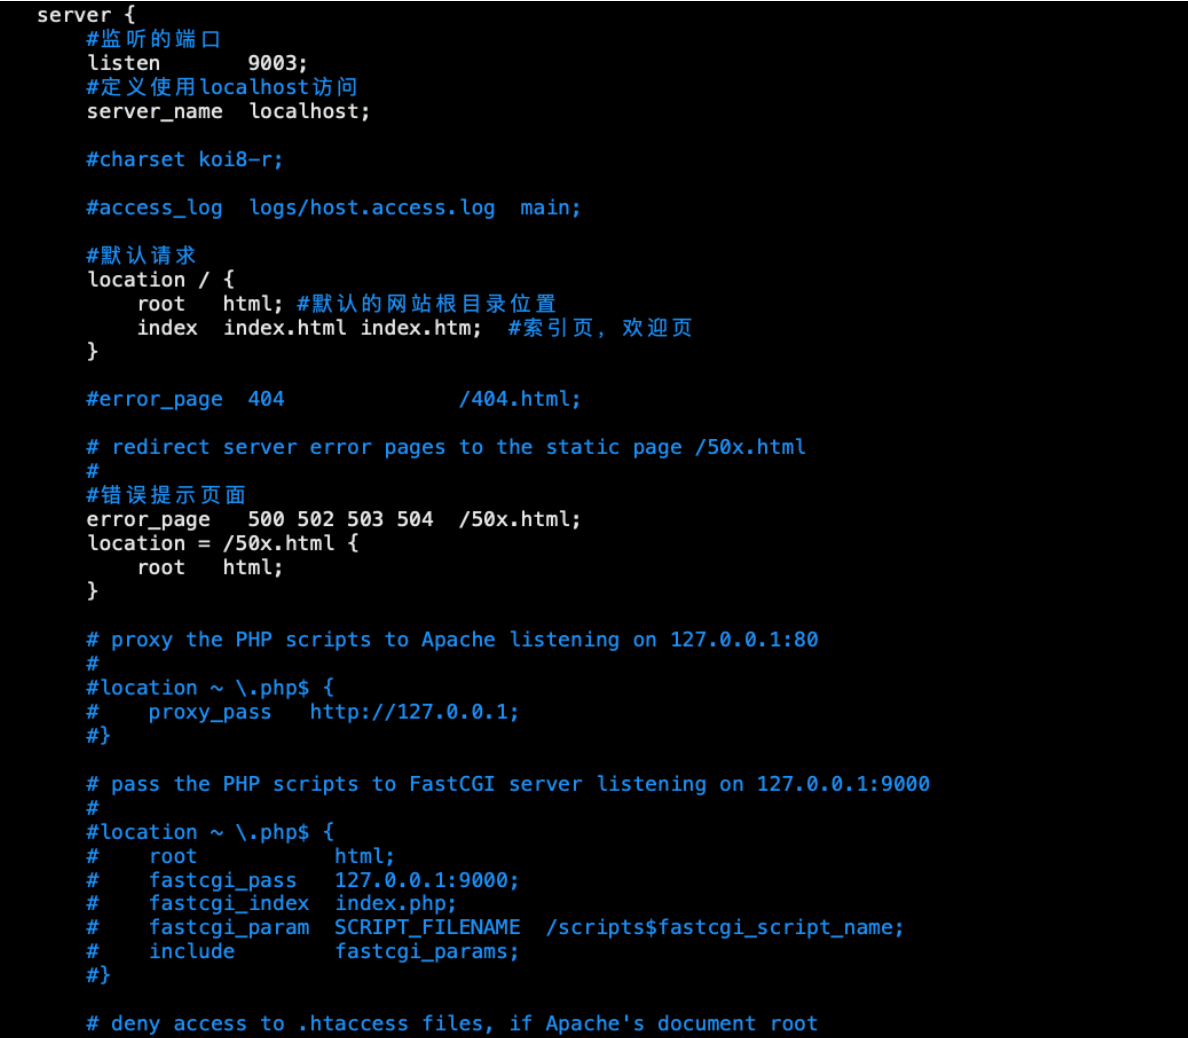 server {
#监听的端口
listen       9003;
#定义使用localhost访问
server_name  localhost;
#charset koi8-r;
#access_log  logs/host.access.log  main;
#默认请求
location / {
root   html; #默认的网站根目录位置
index  index.html index.htm;  #索引页，欢迎页
}
#error_page  404              /404.html;
# redirect server error pages to the static page /50x.html
#
#错误提示页面
error_page   500 502 503 504  /50x.html;
location = /50x.html {
root   html;
}
# proxy the PHP scripts to Apache listening on 127.0.0.1:80
#
#location ~ \.php$ {
#    proxy_pass   http://127.0.0.1;
#}
# pass the PHP scripts to FastCGI server listening on 127.0.0.1:9000
#
#location ~ \.php$ {
#    root           html;
#    fastcgi_pass   127.0.0.1:9000;
#    fastcgi_index  index.php;
#    fastcgi_param  SCRIPT_FILENAME  /scripts$fastcgi_script_name;
#    include        fastcgi_params;
#}
# deny access to .htaccess files, if Apache's document root